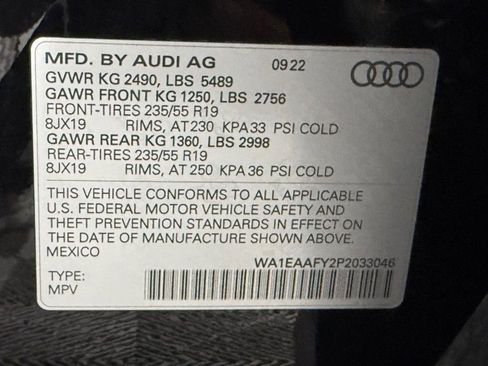 MFD. BY AUDI AG 09.22
GVWR KG 2490, LBS 5489
GAWR FRONT KG 1250, LBS 2756
FRONT-TIRES 235/55 R19
8JX19 RIMS, AT 230 KPA 33 PSI COLD
GAWR REAR KG 1360, LBS 2998
REAR-TIRES 235/55 R19
8JX19 RIMS, AT 250 KPA 36 PSI COLD
THIS VEHICLE CONFORMS TO ALL APPLICABLE
U.S. FEDERAL MOTOR VEHICLE SAFETY AND
THEFT PREVENTION STANDARDS IN EFFECT ON
THE DATE OF MANUFACTURE SHOWN ABOVE.
MEXICO
WA1EAAFY2P2033046
TYPE:
MPV